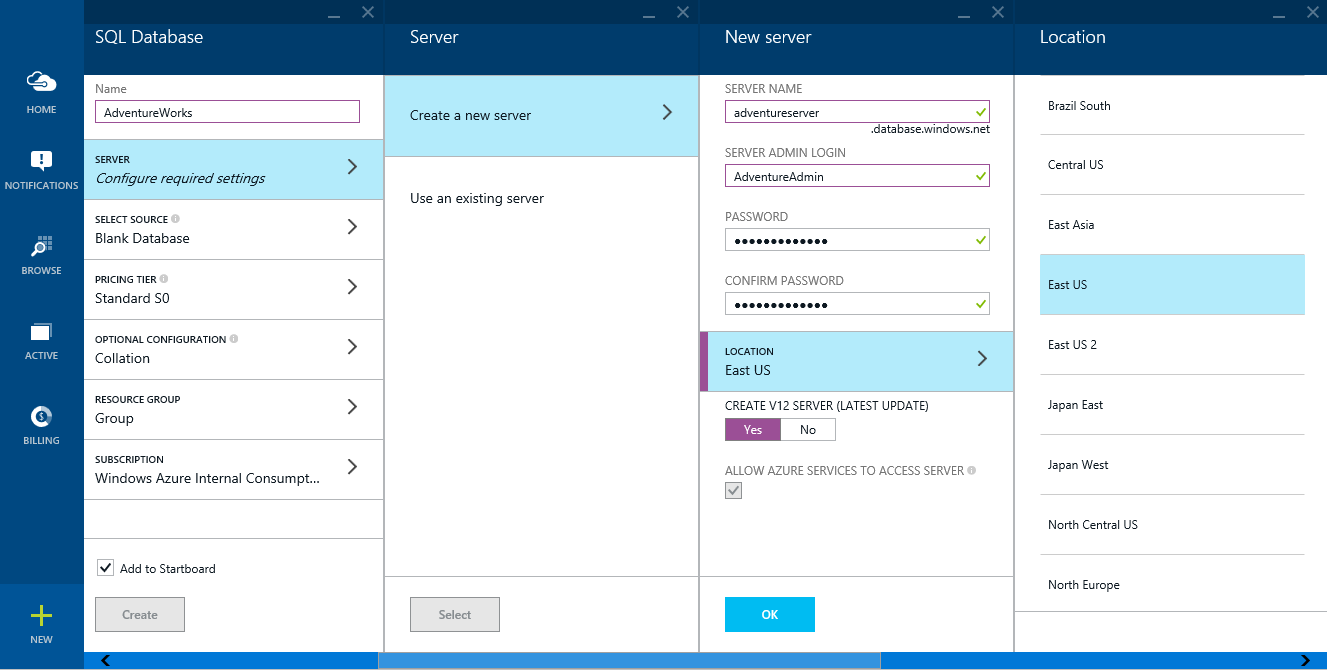 HOME
NOTIFICATIONS
BROWSE
ACTIVE
BILLING
NEW
SQL Database
Name
AdventureWorks
SERVER
Configure required settings
SELECT SOURCE
Blank Database
PRICING TIER
Standard S0
OPTIONAL CONFIGURATION
Collation
RESOURCE GROUP
Group
SUBSCRIPTION
Windows Azure Internal Consumpt...
Add to Startboard
Create
Server
Create a new server
Use an existing server
Select
New server
SERVER NAME
adventureserver
.database.windows.net
SERVER ADMIN LOGIN
AdventureAdmin
PASSWORD
•••••••••••••
CONFIRM PASSWORD
•••••••••••••
LOCATION
East US
CREATE V12 SERVER (LATEST UPDATE)
Yes No
ALLOW AZURE SERVICES TO ACCESS SERVER
OK
Location
Brazil South
Central US
East Asia
East US
East US 2
Japan East
Japan West
North Central US
North Europe